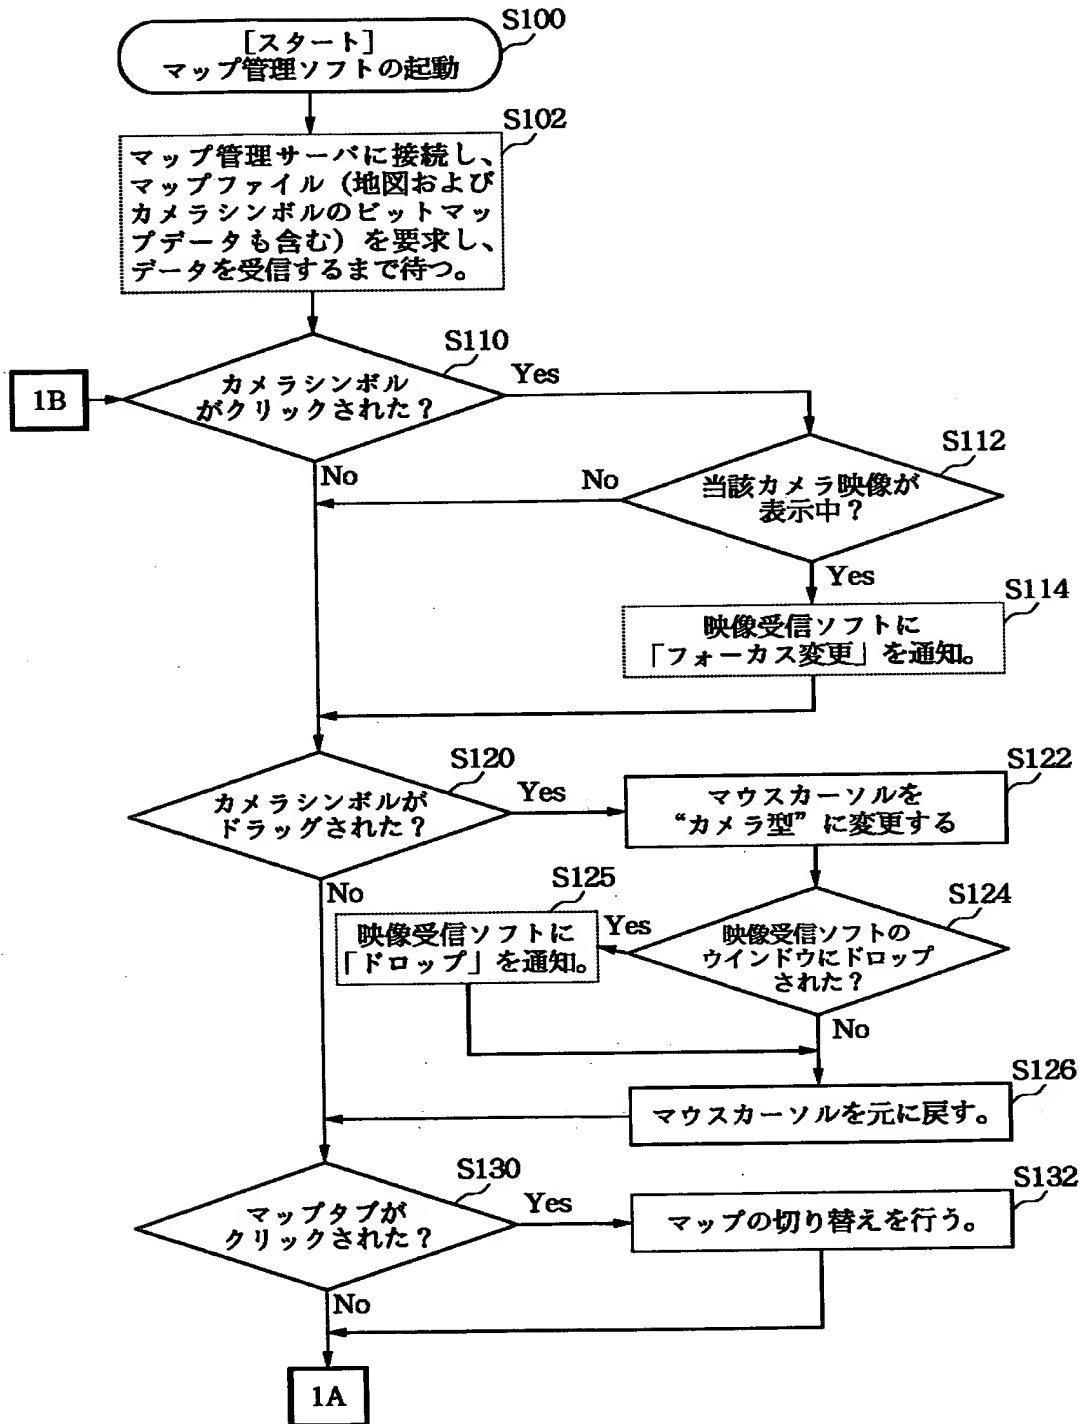 S100
［スタート］
マップ管理ソフトの起動
S102
マップ管理サーバに接続し、
マップファイル（地図および
カメラシンボルのビットマッ
プデータも含む）を要求し、
データを受信するまで待つ。
S110
カメラシンボル
がクリックされた？
Yes
1B
No
S112
当該カメラ映像が
表示中？
No
Yes
S114
映像受信ソフトに
「フォーカス変更」を通知。
S120
カメラシンボルが
ドラッグされた？
Yes
No
S122
マウスカーソルを
“カメラ型”に変更する
S124
映像受信ソフトの
ウインドウにドロップ
された？
Yes
No
S125
映像受信ソフトに
「ドロップ」を通知。
S126
マウスカーソルを元に戻す。
S130
マップタブが
クリックされた？
Yes
No
S132
マップの切り替えを行う。
1A